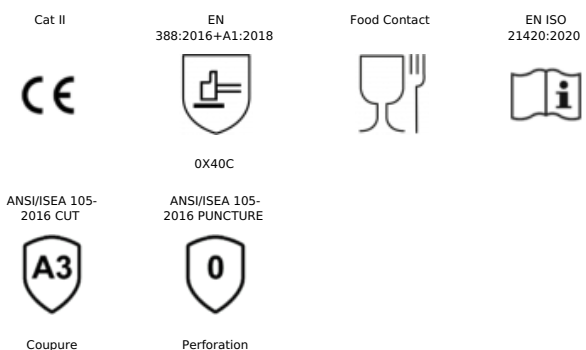 Cat II
EN
388:2016+A1:2018
Food Contact
EN ISO
21420:2020
CE
i
0X40C
ANSI/ISEA 105-
2016 CUT
ANSI/ISEA 105-
2016 PUNCTURE
A3
0
Coupure
Perforation